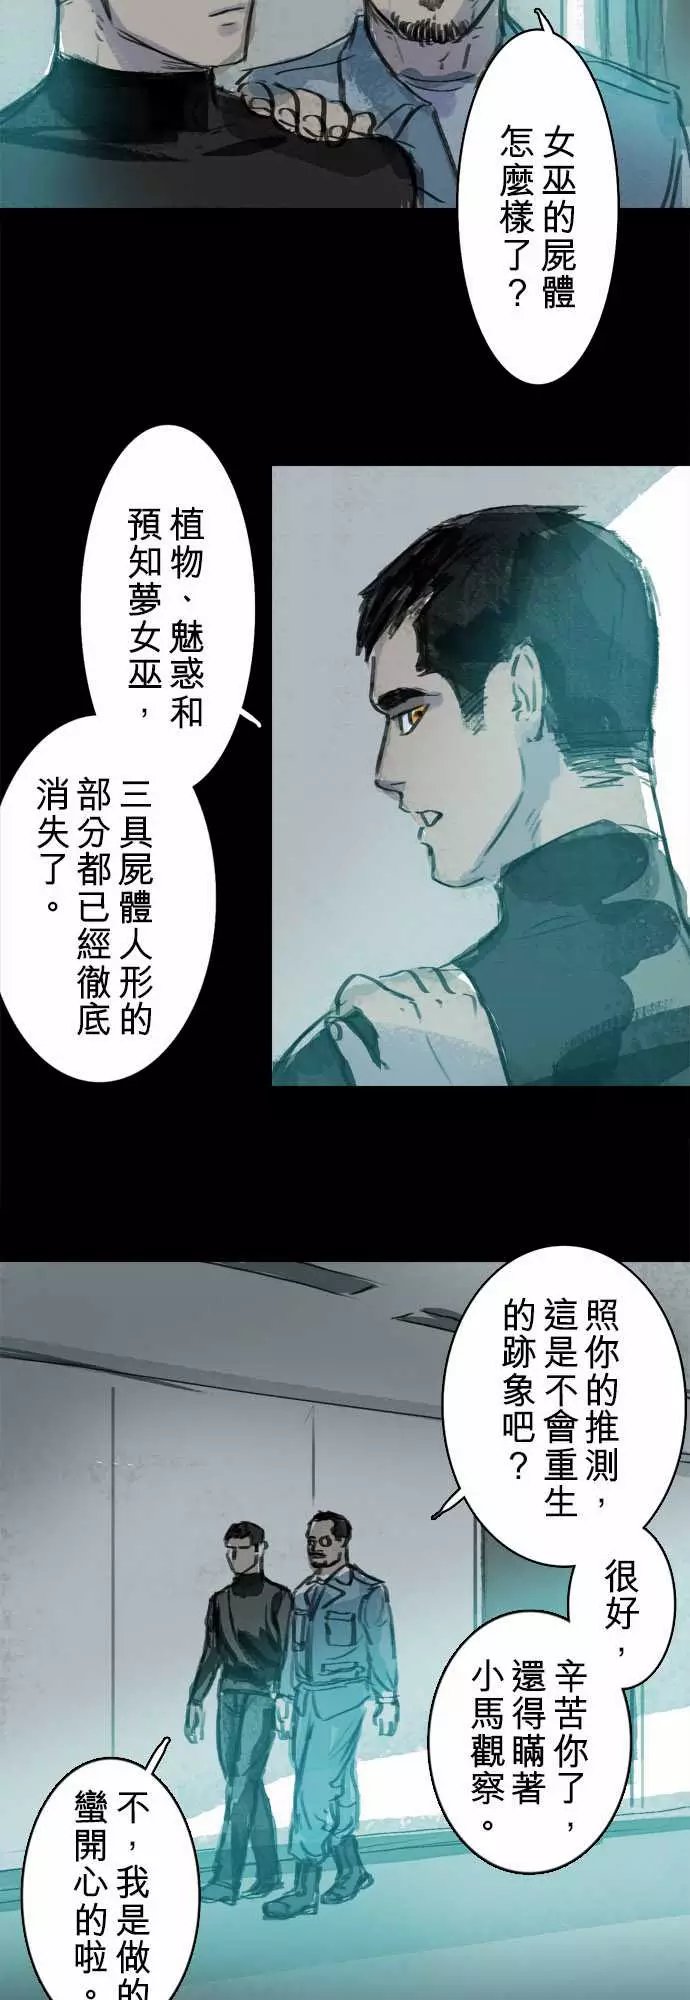 女巫的屍體
怎麼樣了？
植物、魅惑和
預知夢女巫，
三具屍體人形的
部分都已經徹底
消失了。
照你的推測，
這是不會重生
的跡象吧？
很好，
辛苦你了，
還得瞞著
小馬觀察。
不，我是做的
蠻開心的啦。